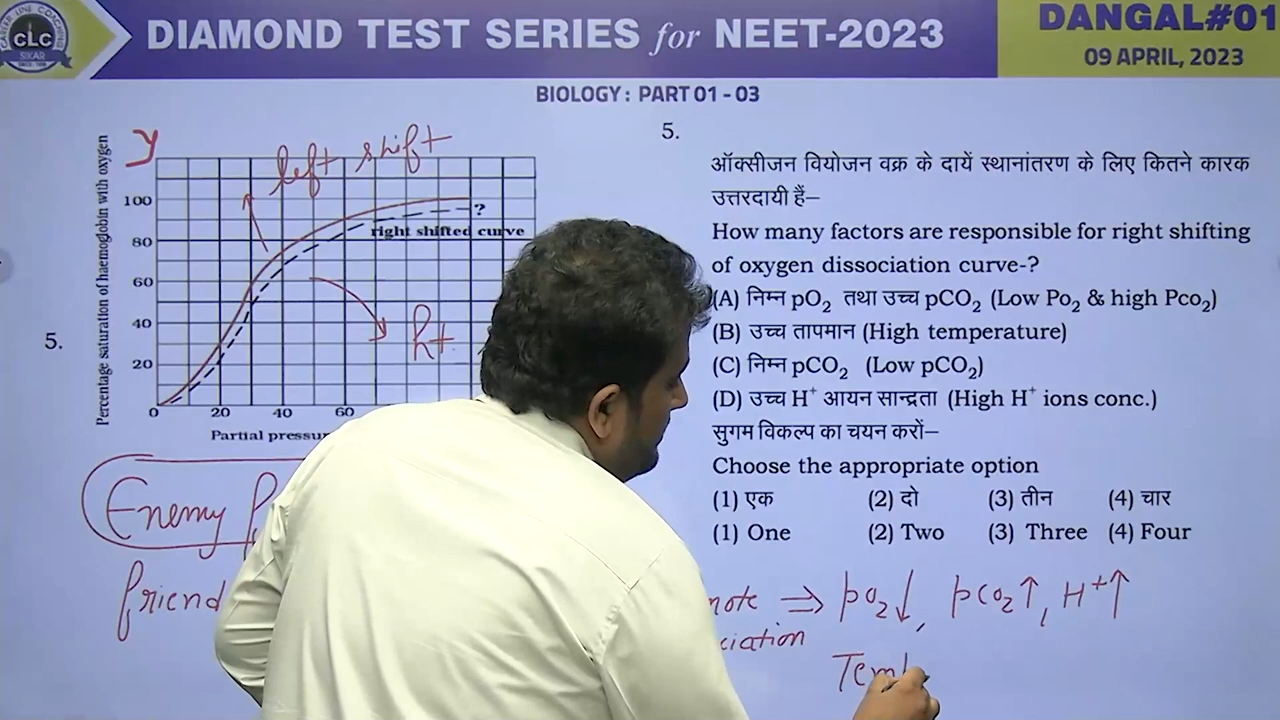 CAREER LINE COACHING
CLC
SIKAR
DIAMOND TEST SERIES for NEET-2023
DANGAL#01
09 APRIL, 2023
BIOLOGY : PART 01 - 03
5.
Percentage saturation of haemoglobin with oxygen
y
left shift
100
80
60
40
20
0
20
40
60
?
right shifted curve
Rt
Partial
Enemy
friend
5.
ऑक्सीजन वियोजन वक्र के दायें स्थानांतरण के लिए कितने कारक
उत्तरदायी हैं–
How many factors are responsible for right shifting
of oxygen dissociation curve-?
(A) निम्न pO₂ तथा उच्च pCO₂ (Low Po₂ & high Pco₂)
(B) उच्च तापमान (High temperature)
(C) निम्न pCO₂ (Low pCO₂)
(D) उच्च H⁺ आयन सान्द्रता (High H⁺ ions conc.)
सुगम विकल्प का चयन करों–
Choose the appropriate option
(1) एक (2) दो (3) तीन (4) चार
(1) One (2) Two (3) Three (4) Four
⇒ pO₂↓, pCO₂↑, H⁺↑